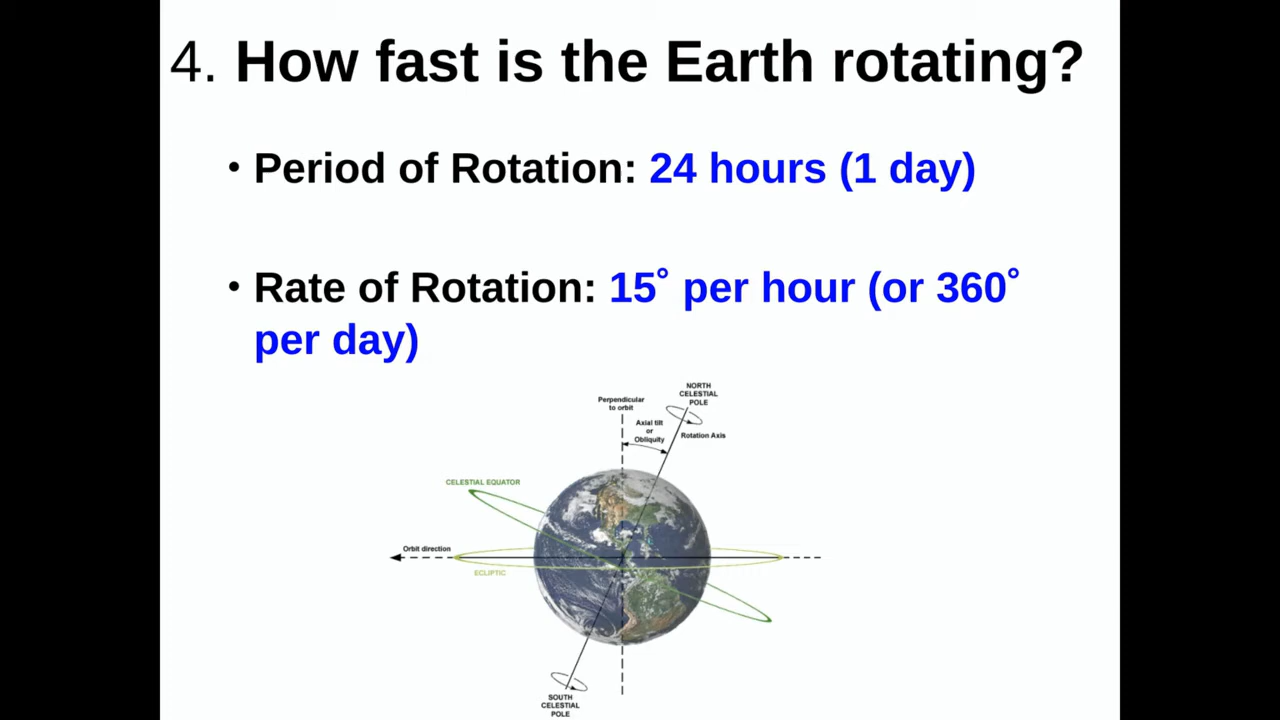 4. How fast is the Earth rotating?
• Period of Rotation: 24 hours (1 day)
• Rate of Rotation: 15˚ per hour (or 360˚
per day)
NORTH
CELESTIAL
POLE
Perpendicular
to orbit
Axial tilt
or
Obliquity
Rotation Axis
CELESTIAL EQUATOR
Orbit direction
ECLIPTIC
SOUTH
CELESTIAL
POLE